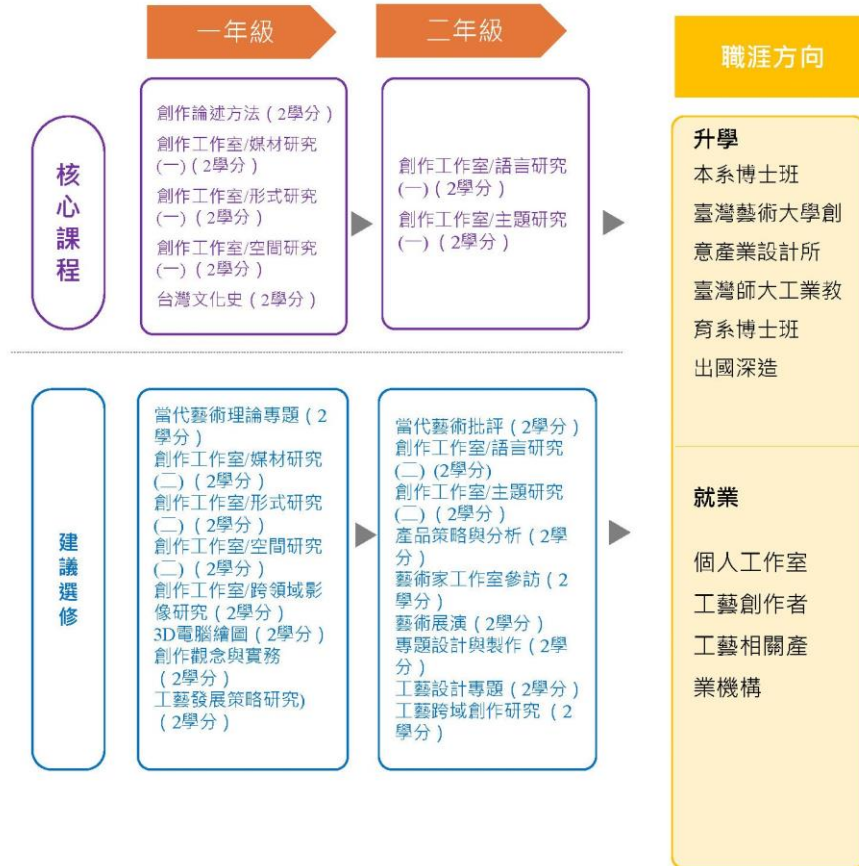 一年級
二年級
職涯方向
核心課程
創作論述方法（2學分）
創作工作室/媒材研究
(一)（2學分）
創作工作室/形式研究
(一)（2學分）
創作工作室/空間研究
(一)（2學分）
台灣文化史（2學分）
創作工作室/語言研究
(一)（2學分）
創作工作室/主題研究
(一)（2學分）
升學
本系博士班
臺灣藝術大學創
意產業設計所
臺灣師大工業教
育系博士班
出國深造
建議選修
當代藝術理論專題（2
學分）
創作工作室/媒材研究
(二)（2學分）
創作工作室/形式研究
(二)（2學分）
創作工作室/空間研究
(二)（2學分）
創作工作室/跨領域影
像研究（2學分）
3D電腦繪圖（2學分）
創作觀念與實務
（2學分）
工藝發展策略研究)
（2學分）
當代藝術批評（2學分）
創作工作室/語言研究
(二) (2學分)
創作工作室/主題研究
(二)（2學分）
產品策略與分析（2學
分）
藝術家工作室參訪（2
學分）
藝術展演（2學分）
專題設計與製作（2學
分）
工藝設計專題（2學分）
工藝跨域創作研究（2
學分）
就業
個人工作室
工藝創作者
工藝相關產
業機構